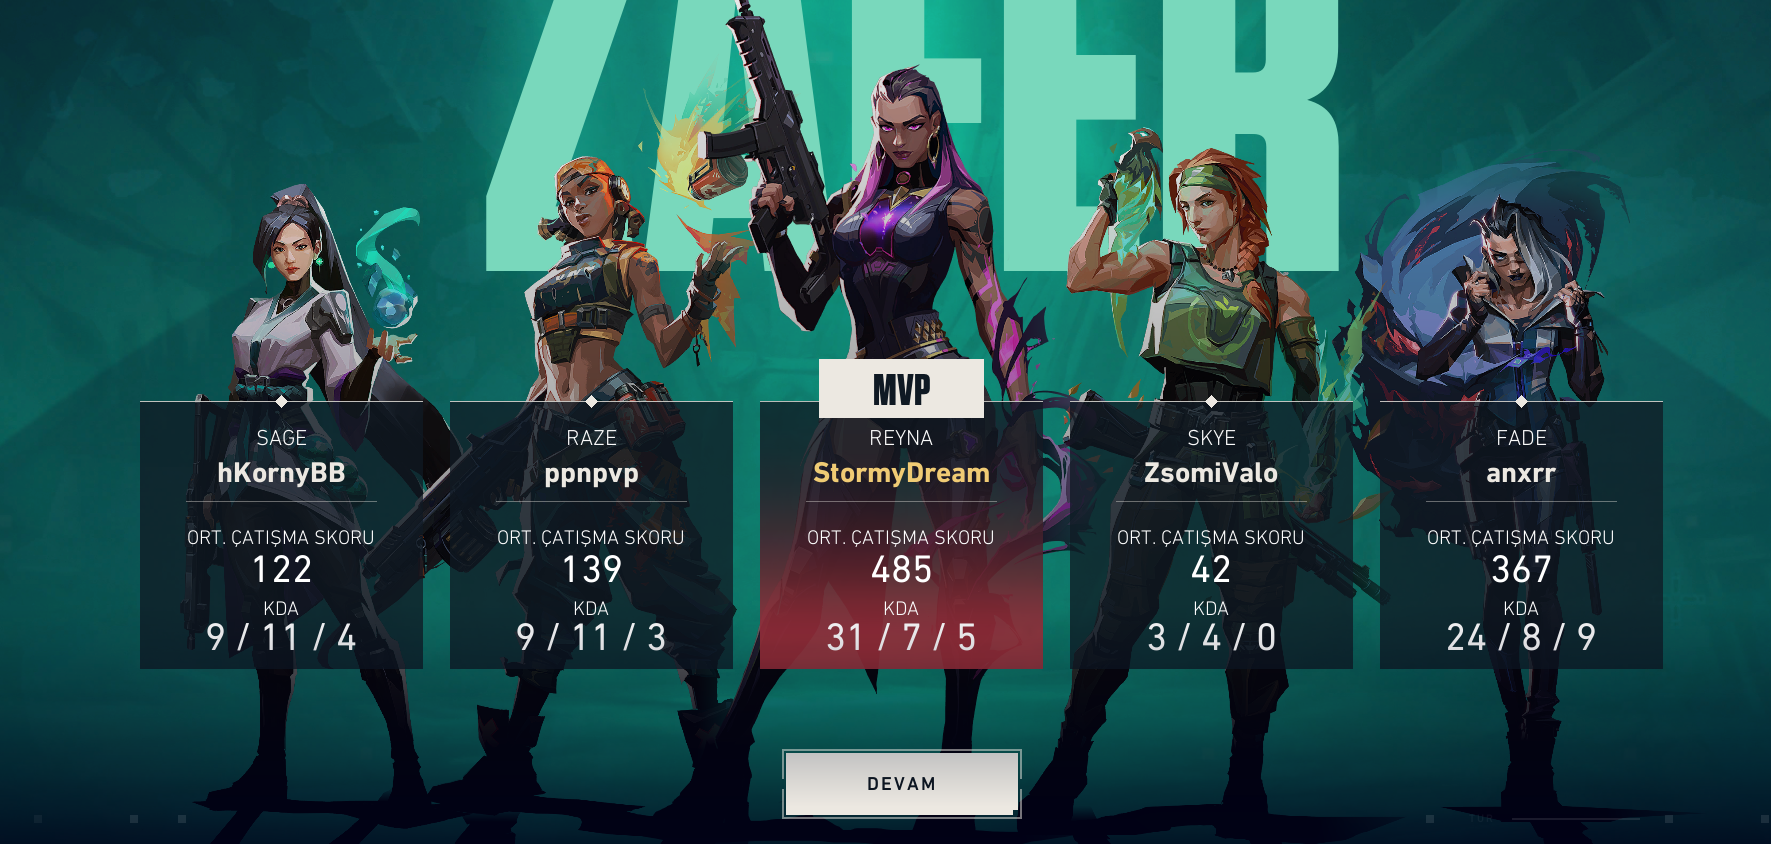 ZAFER
MVP
SAGE
hKornyBB
ORT. ÇATIŞMA SKORU
122
KDA
9 / 11 / 4
RAZE
ppnpvp
ORT. ÇATIŞMA SKORU
139
KDA
9 / 11 / 3
REYNA
StormyDream
ORT. ÇATIŞMA SKORU
485
KDA
31 / 7 / 5
SKYE
ZsomiValo
ORT. ÇATIŞMA SKORU
42
KDA
3 / 4 / 0
FADE
anxrr
ORT. ÇATIŞMA SKORU
367
KDA
24 / 8 / 9
DEVAM